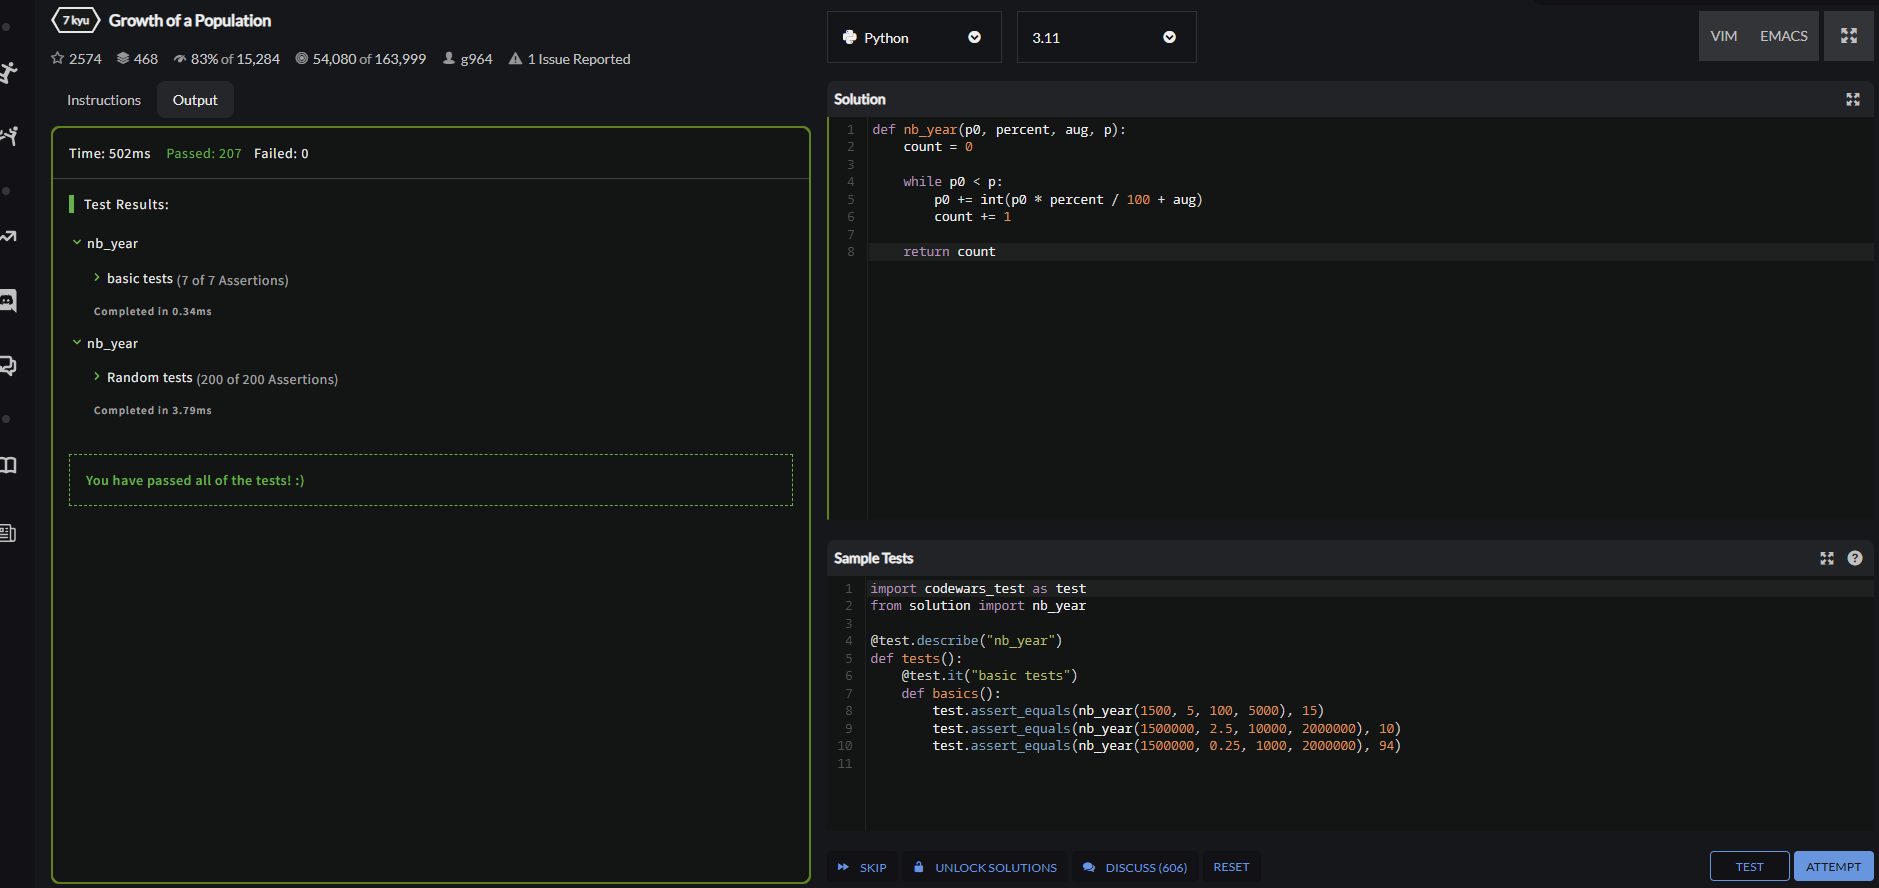 7 kyu Growth of a Population
2574 468 83% of 15,284 54,080 of 163,999 g964 1 Issue Reported
Instructions Output
Time: 502ms Passed: 207 Failed: 0
Test Results:
nb_year
basic tests (7 of 7 Assertions)
Completed in 0.34ms
nb_year
Random tests (200 of 200 Assertions)
Completed in 3.79ms
You have passed all of the tests! :)
Python 3.11 VIM EMACS
Solution
1 def nb_year(p0, percent, aug, p):
2     count = 0
3
4     while p0 < p:
5         p0 += int(p0 * percent / 100 + aug)
6         count += 1
7
8     return count
Sample Tests
1 import codewars_test as test
2 from solution import nb_year
3
4 @test.describe("nb_year")
5 def tests():
6     @test.it("basic tests")
7     def basics():
8         test.assert_equals(nb_year(1500, 5, 100, 5000), 15)
9         test.assert_equals(nb_year(1500000, 2.5, 10000, 2000000), 10)
10         test.assert_equals(nb_year(1500000, 0.25, 1000, 2000000), 94)
11
SKIP UNLOCK SOLUTIONS DISCUSS (606) RESET TEST ATTEMPT